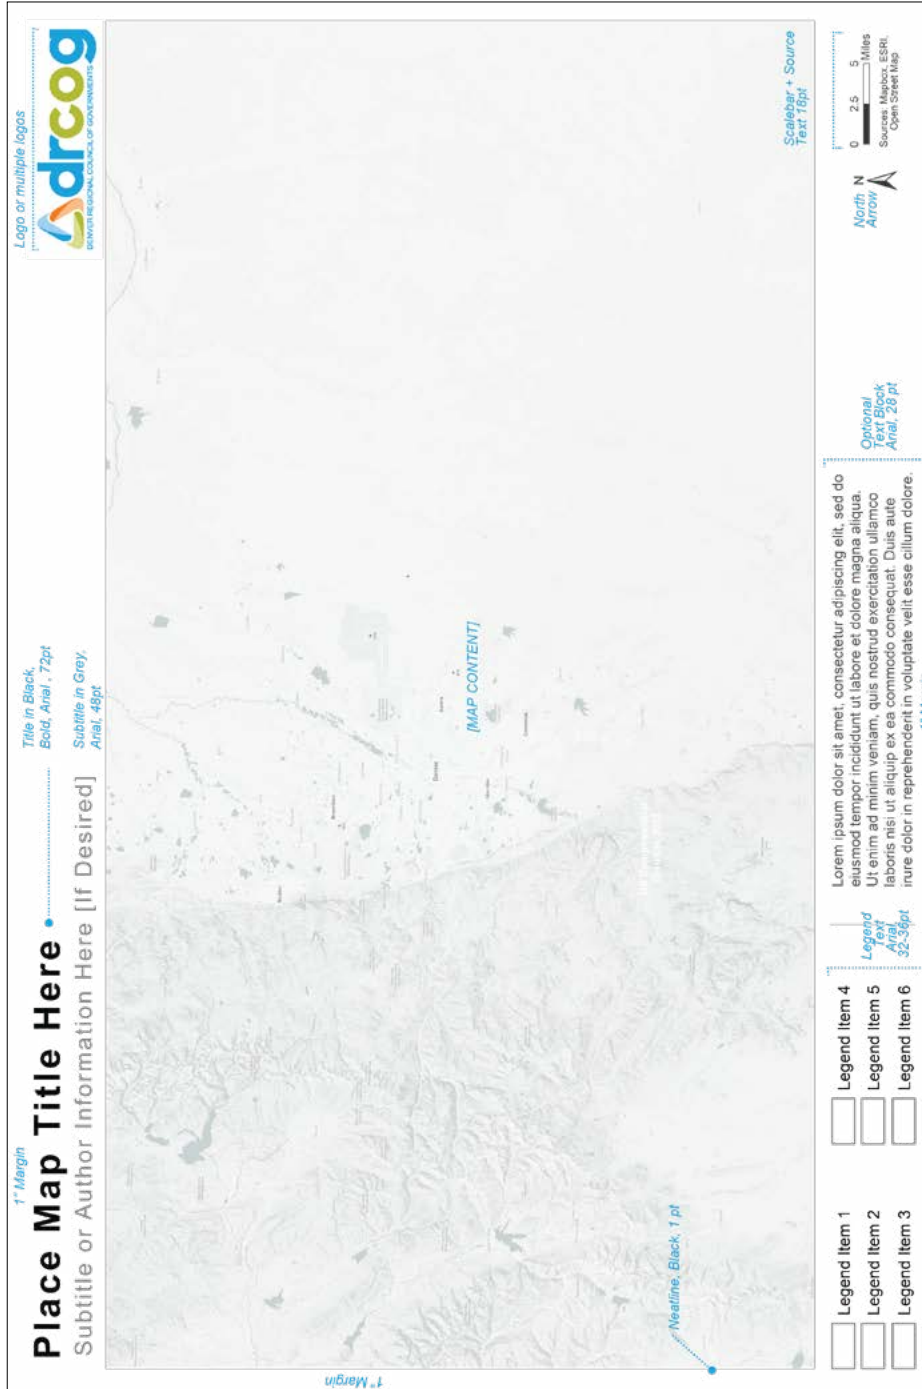 1" Margin
Place Map Title Here
Title in Black,
Bold, Arial , 72pt
Subtitle or Author Information Here [If Desired]
Subtitle in Grey,
Arial, 48pt
Logo or multiple logos
drcog
DENVER REGIONAL COUNCIL OF GOVERNMENTS
1" Margin
[MAP CONTENT]
Neatline, Black, 1 pt
Scalebar + Source
Text 18pt
Legend Item 1
Legend Item 2
Legend Item 3
Legend Item 4
Legend Item 5
Legend Item 6
Legend
Text
Arial,
32-36pt
Lorem ipsum dolor sit amet, consectetur adipiscing elit, sed do
eiusmod tempor incididunt ut labore et dolore magna aliqua.
Ut enim ad minim veniam, quis nostrud exercitation ullamco
laboris nisi ut aliquip ex ea commodo consequat. Duis aute
irure dolor in reprehenderit in voluptate velit esse cillum dolore.
Optional
Text Block
Arial, 28 pt
North
Arrow
N
0 2.5 5 Miles
Sources: Mapbox, ESRI,
Open Street Map